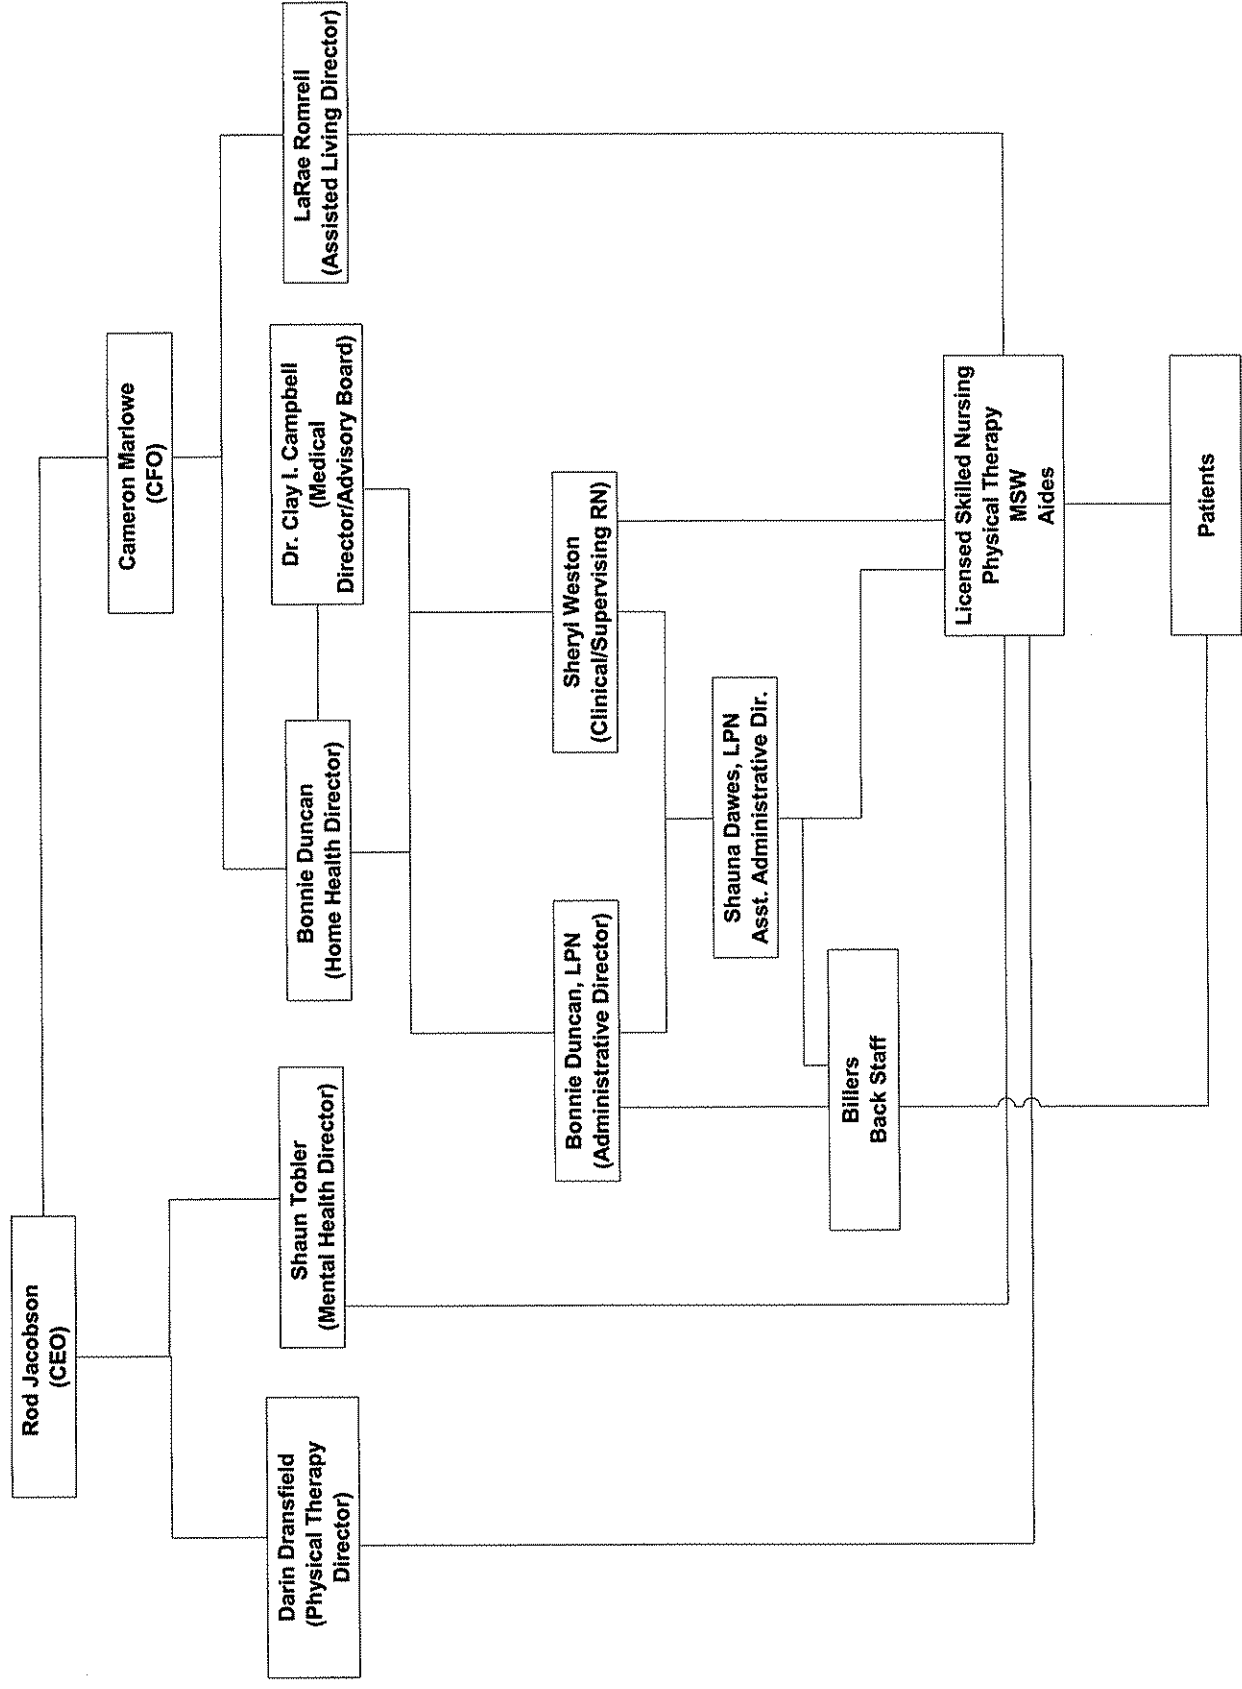 Rod Jacobson
(CEO)
Cameron Marlowe
(CFO)
Darin Dransfield
(Physical Therapy
Director)
Shaun Tobler
(Mental Health Director)
Bonnie Duncan
(Home Health Director)
Dr. Clay I. Campbell
(Medical
Director/Advisory Board)
LaRae Romrell
(Assisted Living Director)
Bonnie Duncan, LPN
(Administrative Director)
Sheryl Weston
(Clinical/Supervising RN)
Shauna Dawes, LPN
Asst. Administrative Dir.
Billers
Back Staff
Licensed Skilled Nursing
Physical Therapy
MSW
Aides
Patients